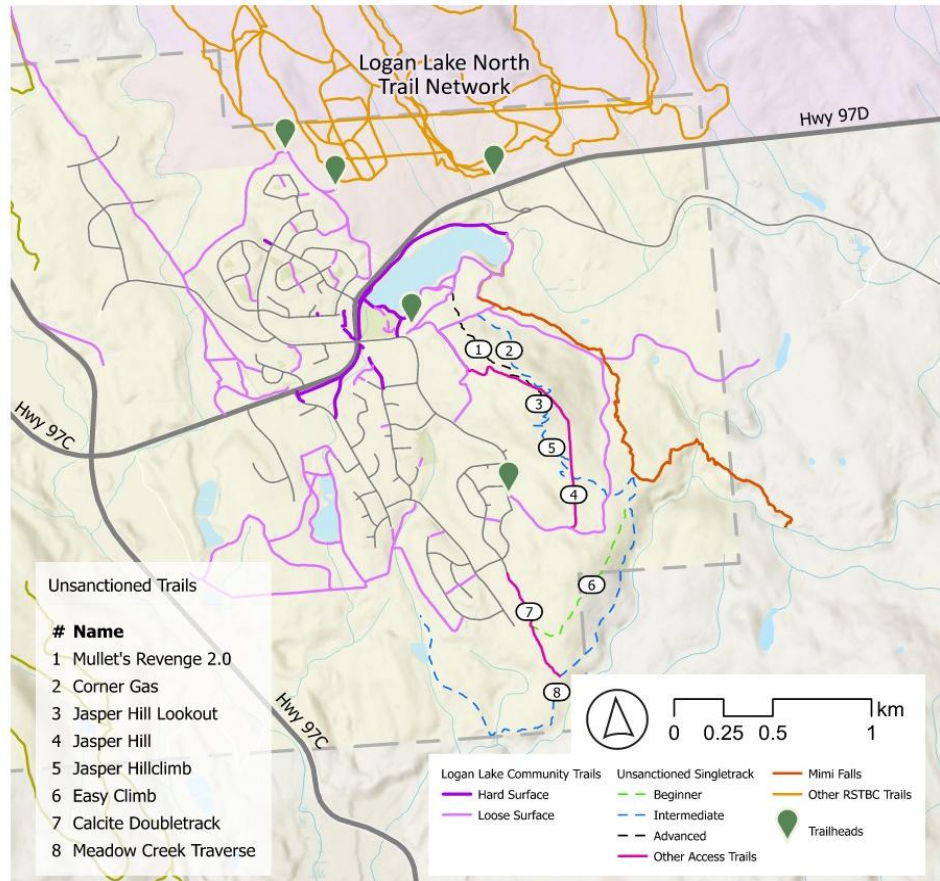 Logan Lake North
Trail Network
Hwy 97D
1
2
3
5
4
Hwy 97C
6
7
8
Hwy 97C
Unsanctioned Trails
# Name
1 Mullet's Revenge 2.0
2 Corner Gas
3 Jasper Hill Lookout
4 Jasper Hill
5 Jasper Hillclimb
6 Easy Climb
7 Calcite Doubletrack
8 Meadow Creek Traverse
km
0 0.25 0.5 1
Logan Lake Community Trails
Hard Surface
Loose Surface
Unsanctioned Singletrack
Beginner
Intermediate
Advanced
Other Access Trails
Mimi Falls
Other RSTBC Trails
Trailheads